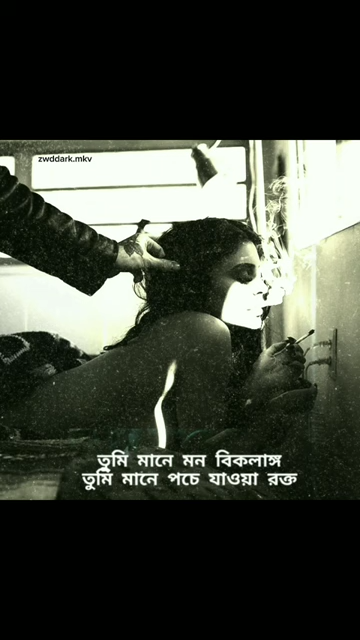 zwddark.mkv
তুমি মানে মন বিকলাঙ্গ
তুমি মানে পচে যাওয়া রক্ত